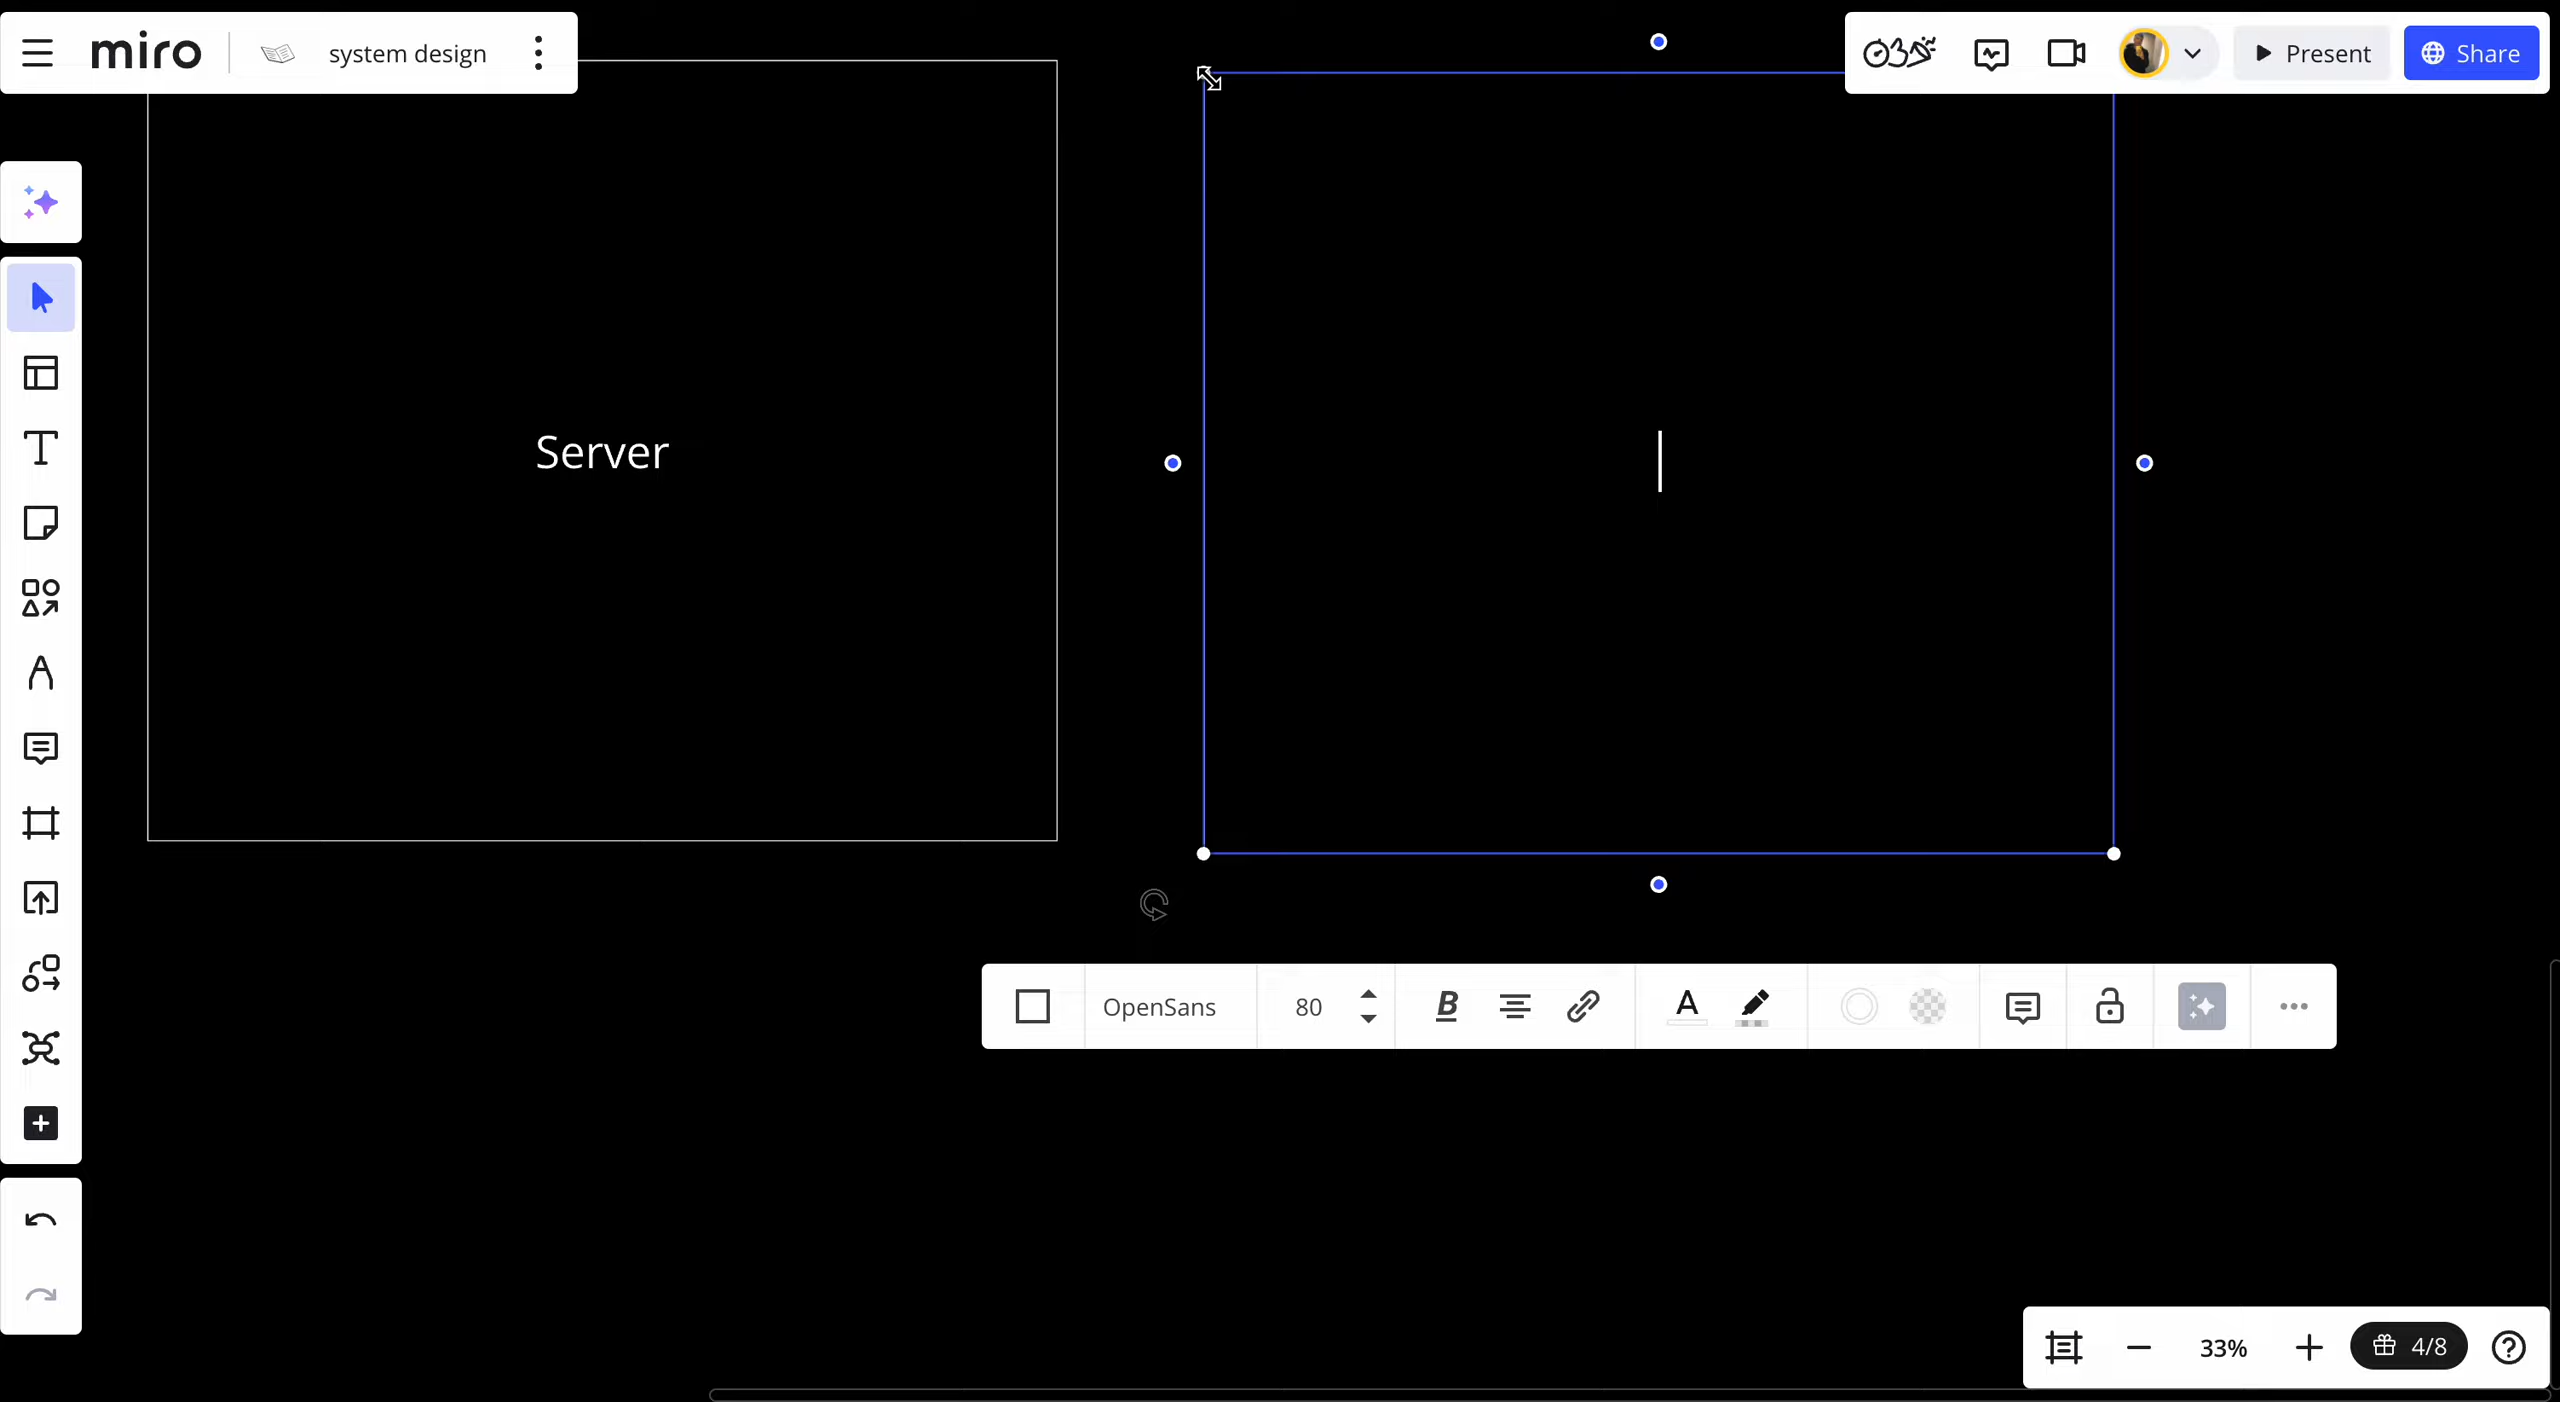 miro
system design
Present
Share
Server
OpenSans
80
B
A
33%
4/8